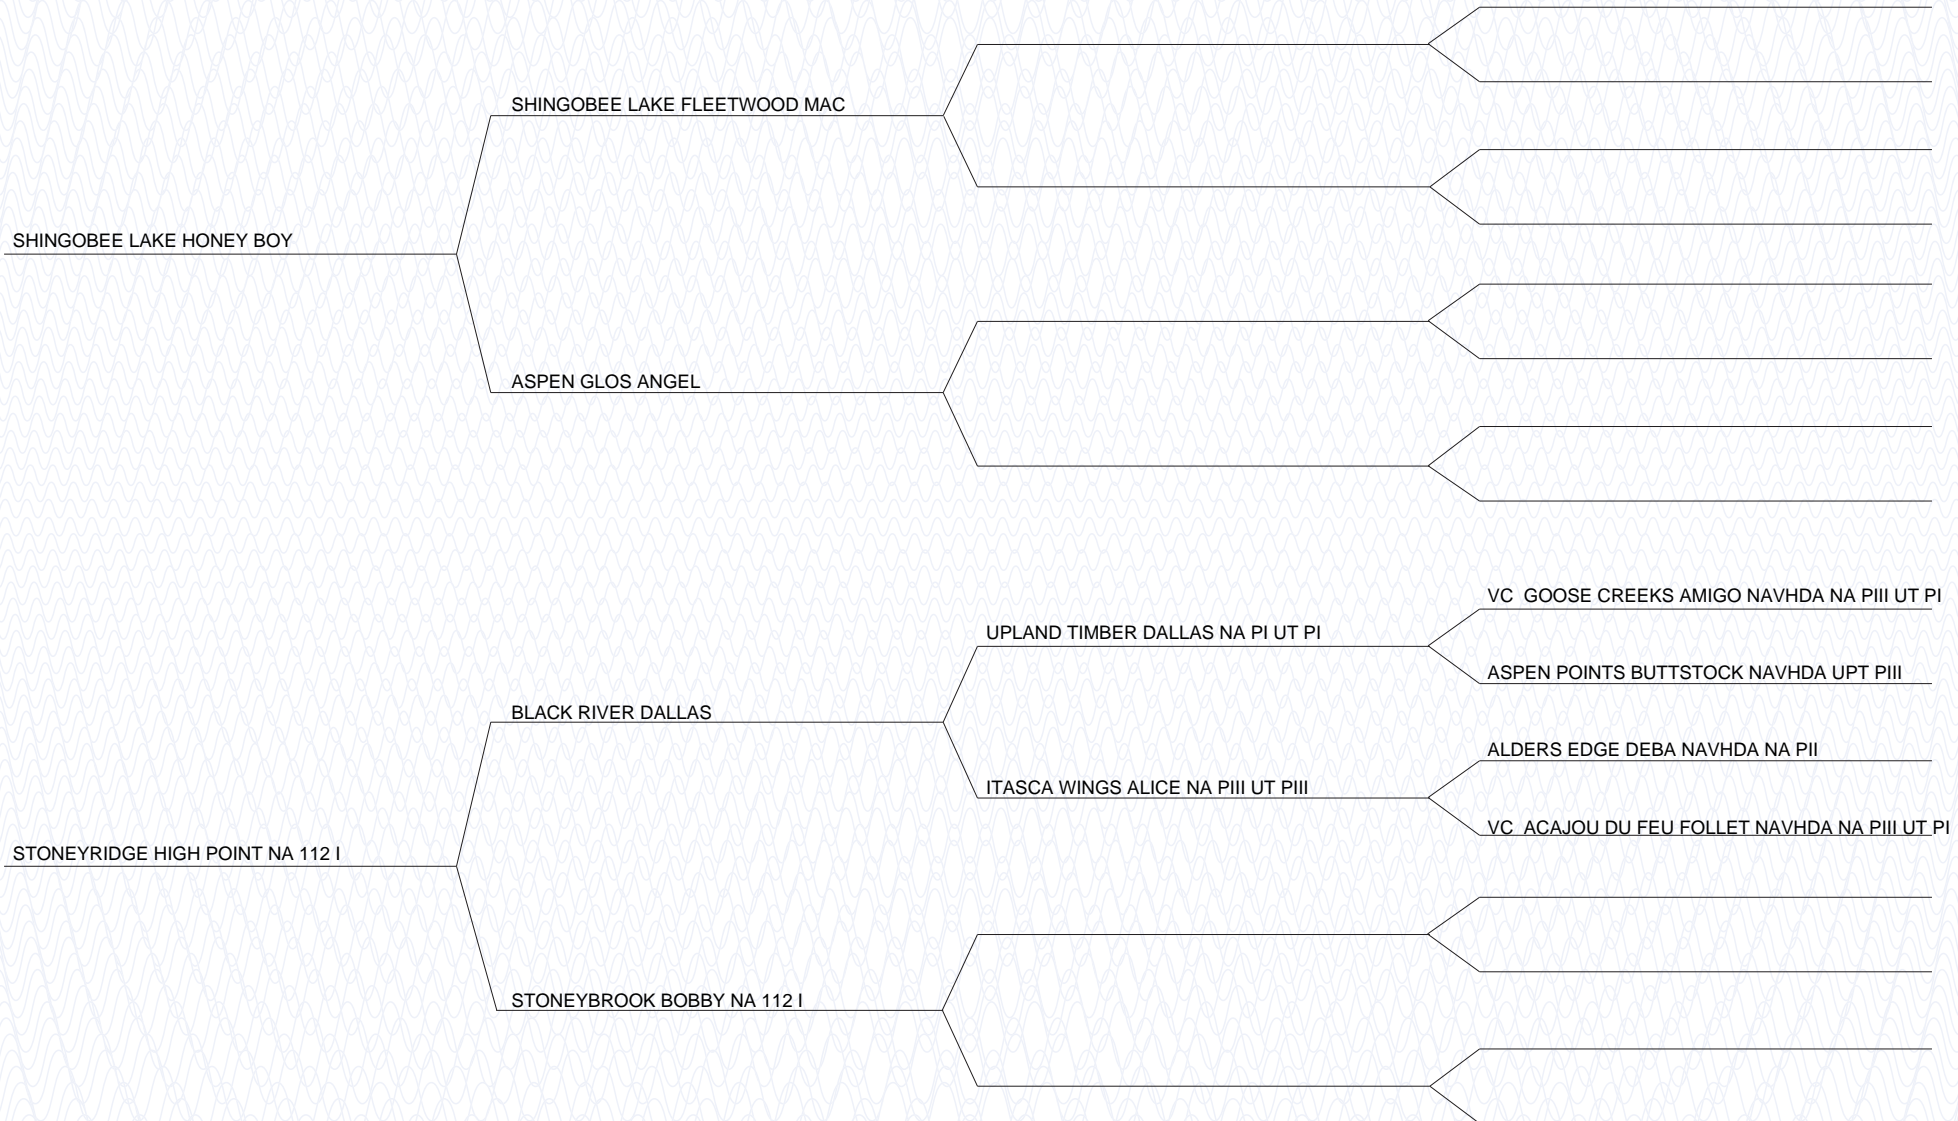 SHINGOBEE LAKE FLEETWOOD MAC
SHINGOBEE LAKE HONEY BOY
ASPEN GLOS ANGEL
VC  GOOSE CREEKS AMIGO NAVHDA NA PIII UT PI
UPLAND TIMBER DALLAS NA PI UT PI
ASPEN POINTS BUTTSTOCK NAVHDA UPT PIII
BLACK RIVER DALLAS
ALDERS EDGE DEBA NAVHDA NA PII
ITASCA WINGS ALICE NA PIII UT PIII
VC  ACAJOU DU FEU FOLLET NAVHDA NA PIII UT PI
STONEYRIDGE HIGH POINT NA 112 I
STONEYBROOK BOBBY NA 112 I